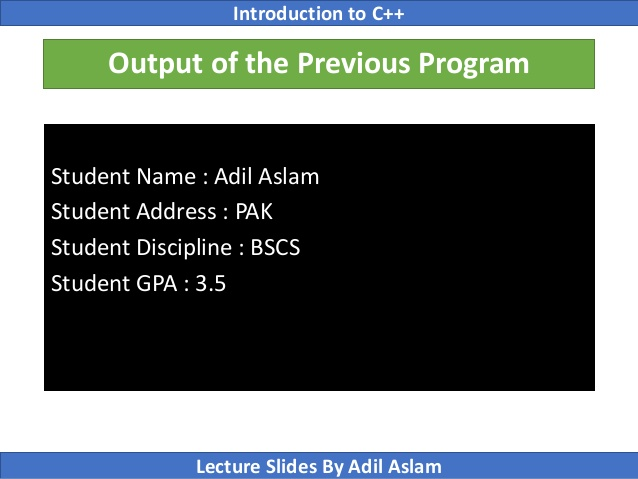 Introduction to C++
Output of the Previous Program
Student Name : Adil Aslam
Student Address : PAK
Student Discipline : BSCS
Student GPA : 3.5
Lecture Slides By Adil Aslam